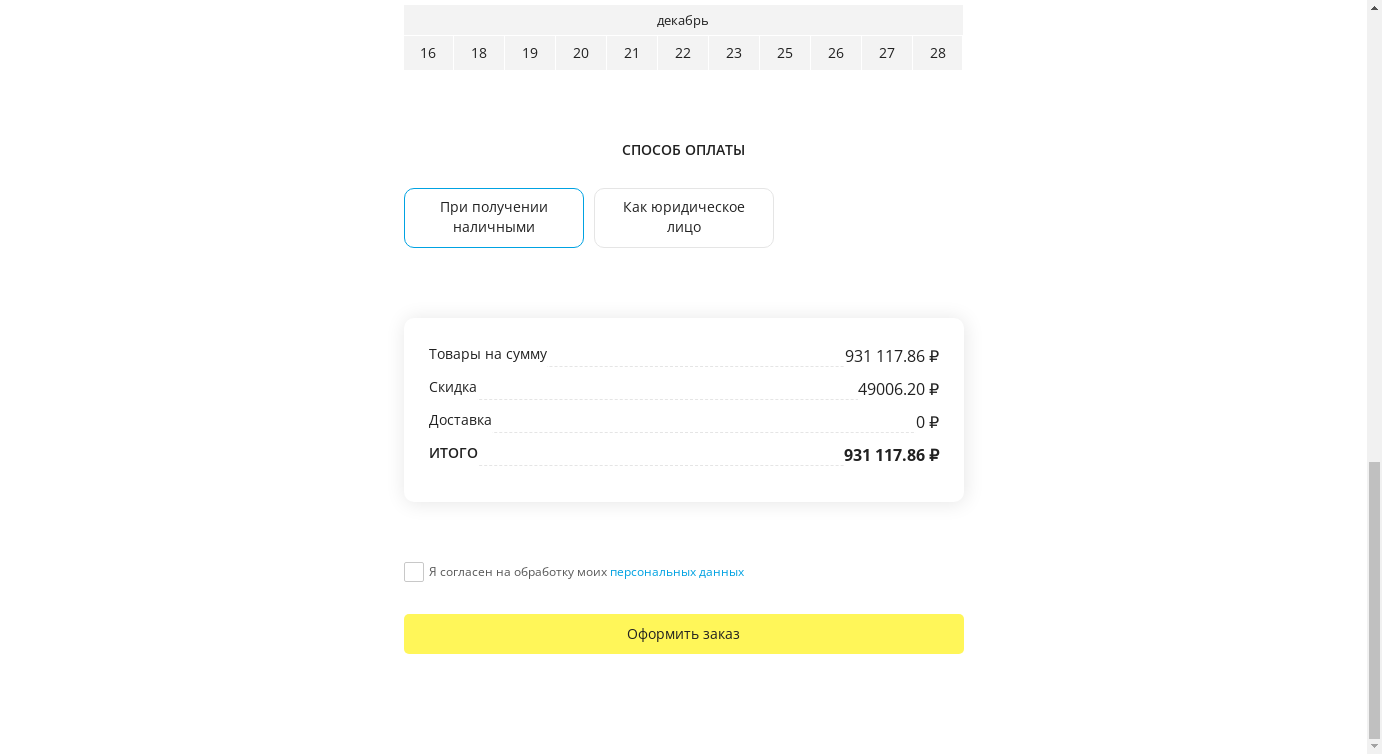 декабрь
16 18 19 20 21 22 23 25 26 27 28
СПОСОБ ОПЛАТЫ
При получении
наличными
Как юридическое
лицо
Товары на сумму 931 117.86 ₽
Скидка 49006.20 ₽
Доставка 0 ₽
ИТОГО 931 117.86 ₽
Я согласен на обработку моих персональных данных
Оформить заказ